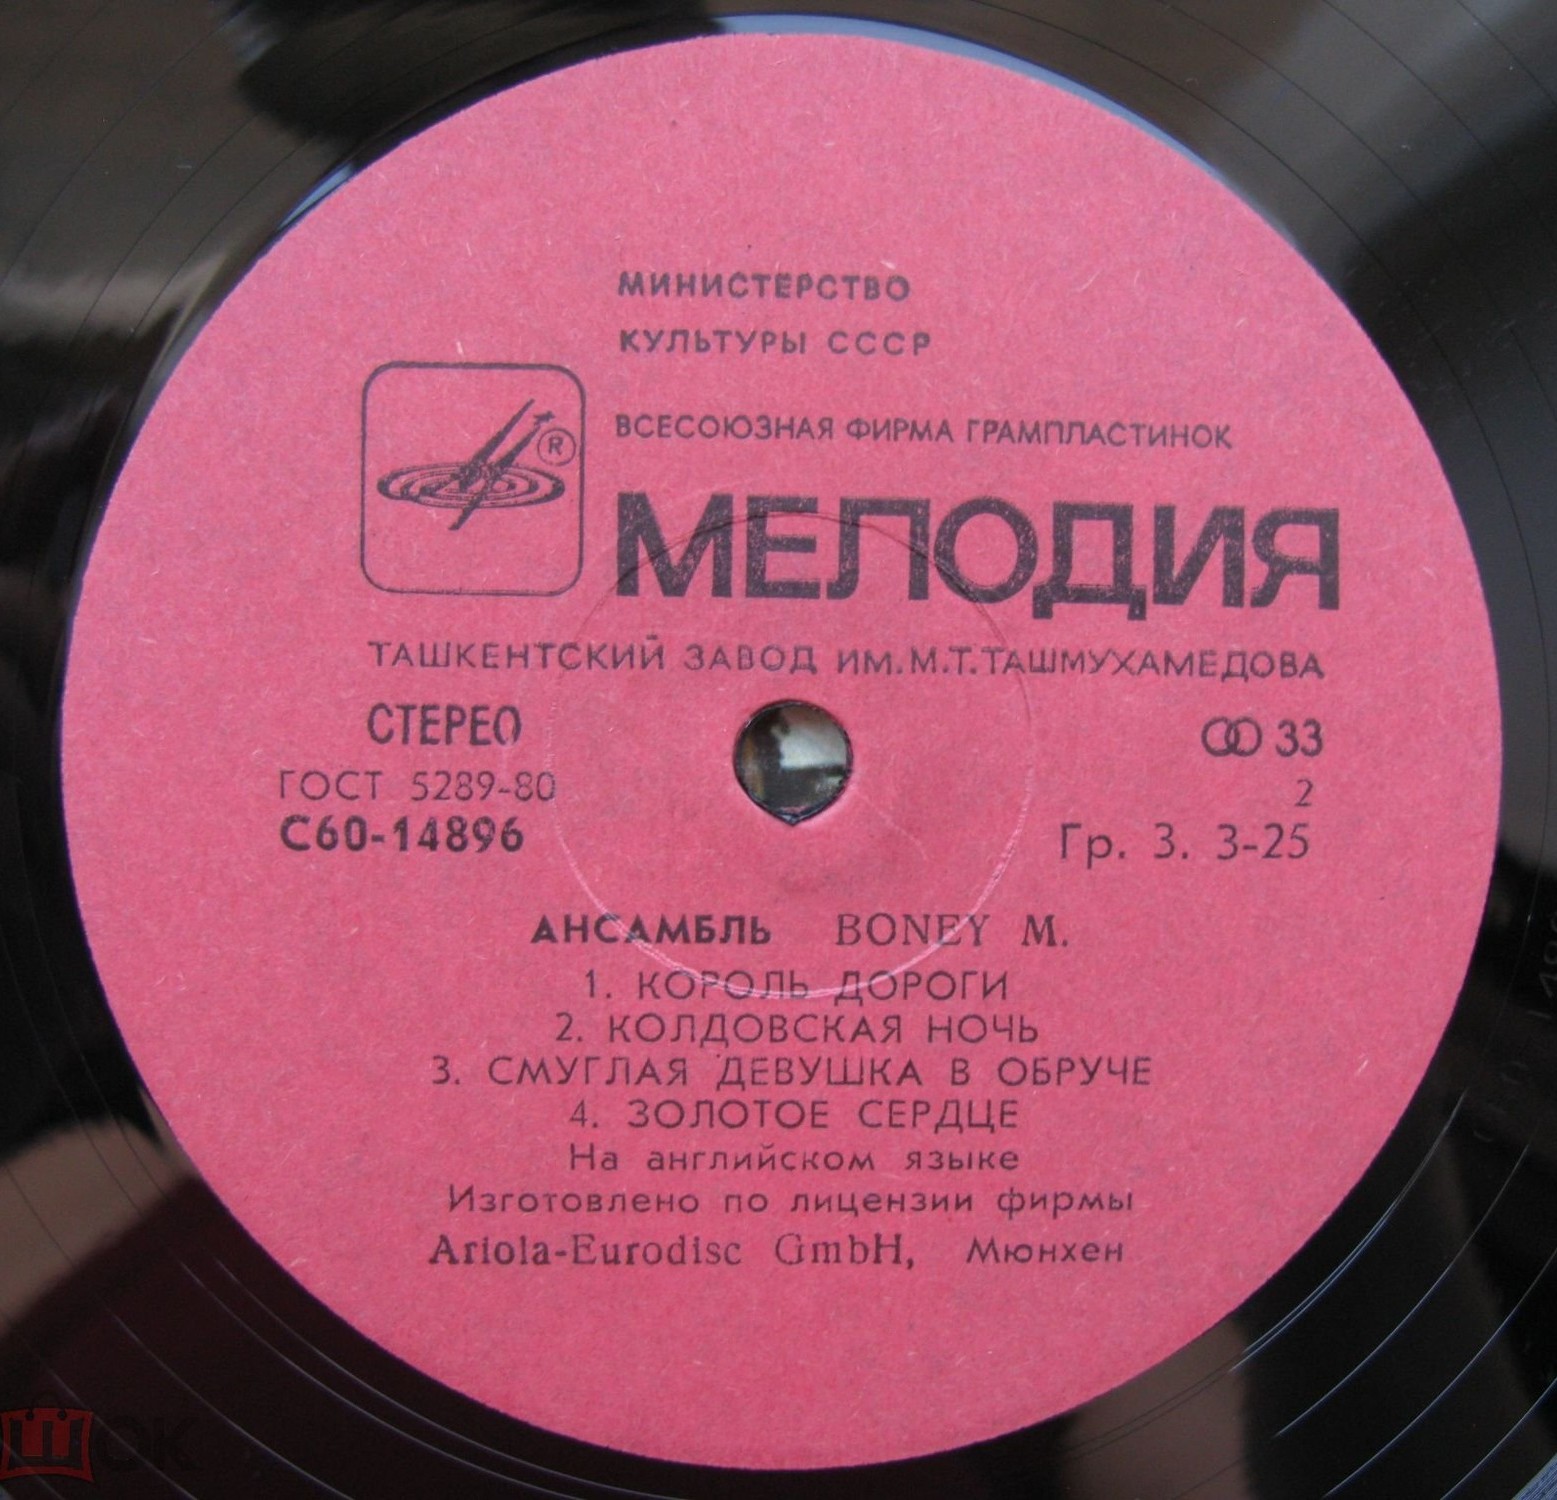 МИНИСТЕРСТВО
КУЛЬТУРЫ СССР
ВСЕСОЮЗНАЯ ФИРМА ГРАМПЛАСТИНОК
®
МЕЛОДИЯ
ТАШКЕНТСКИЙ ЗАВОД ИМ.М.Т.ТАШМУХАМЕДОВА
СТЕРЕО 33
ГОСТ 5289-80 2
С60-14896 Гр. 3. 3-25
АНСАМБЛЬ BONEY M.
1. КОРОЛЬ ДОРОГИ
2. КОЛДОВСКАЯ НОЧЬ
3. СМУГЛАЯ ДЕВУШКА В ОБРУЧЕ
4. ЗОЛОТОЕ СЕРДЦЕ
На английском языке
Изготовлено по лицензии фирмы
Ariola-Eurodisc GmbH, Мюнхен
ШОК